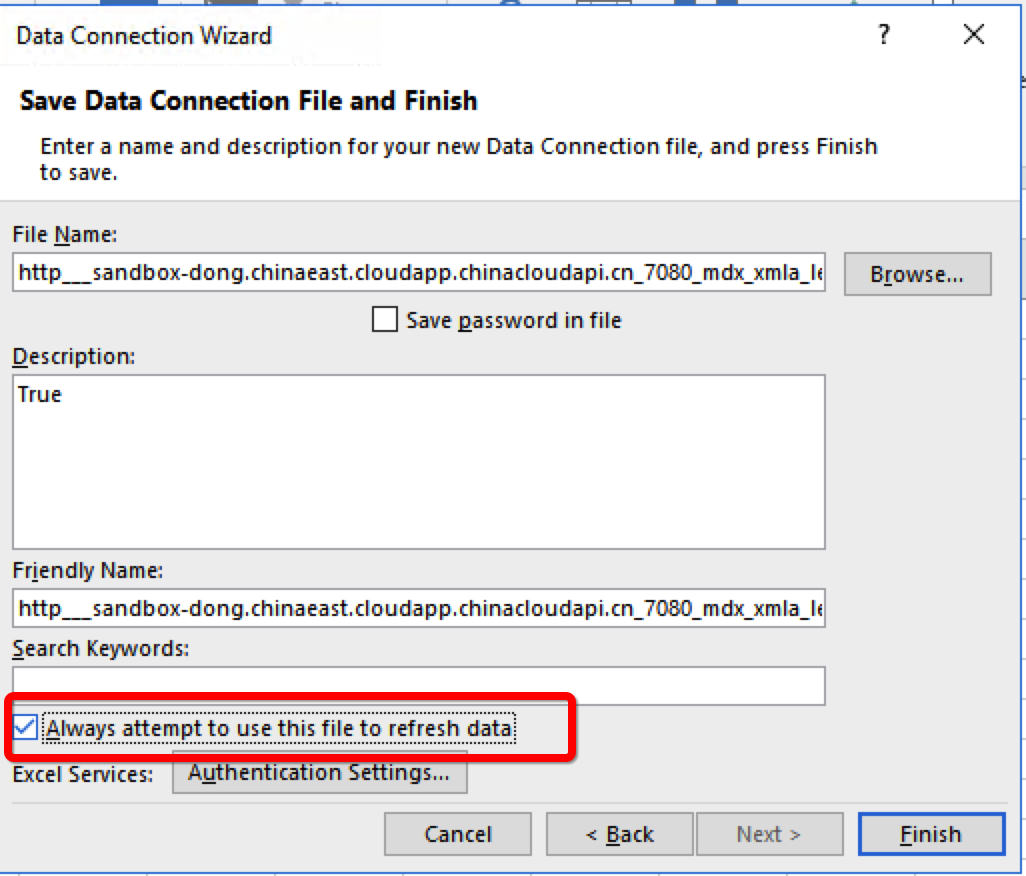 Data Connection Wizard
?
Save Data Connection File and Finish
Enter a name and description for your new Data Connection file, and press Finish
to save.
File Name:
http___sandbox-dong.chinaeast.cloudapp.chinacloudapi.cn_7080_mdx_xmla_le
Browse...
Save password in file
Description:
True
Friendly Name:
http___sandbox-dong.chinaeast.cloudapp.chinacloudapi.cn_7080_mdx_xmla_le
Search Keywords:
Always attempt to use this file to refresh data
Excel Services: Authentication Settings...
Cancel < Back Next > Finish